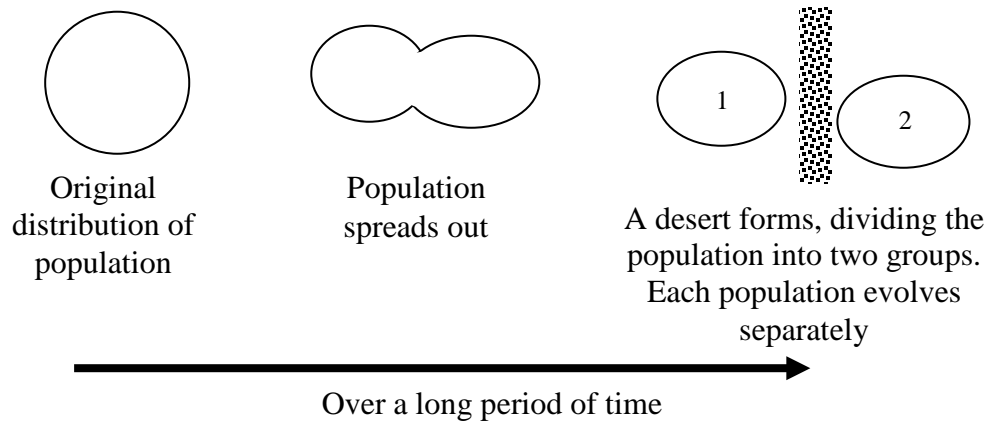 1
2
Original
distribution of
population
Population
spreads out
A desert forms, dividing the
population into two groups.
Each population evolves
separately
Over a long period of time